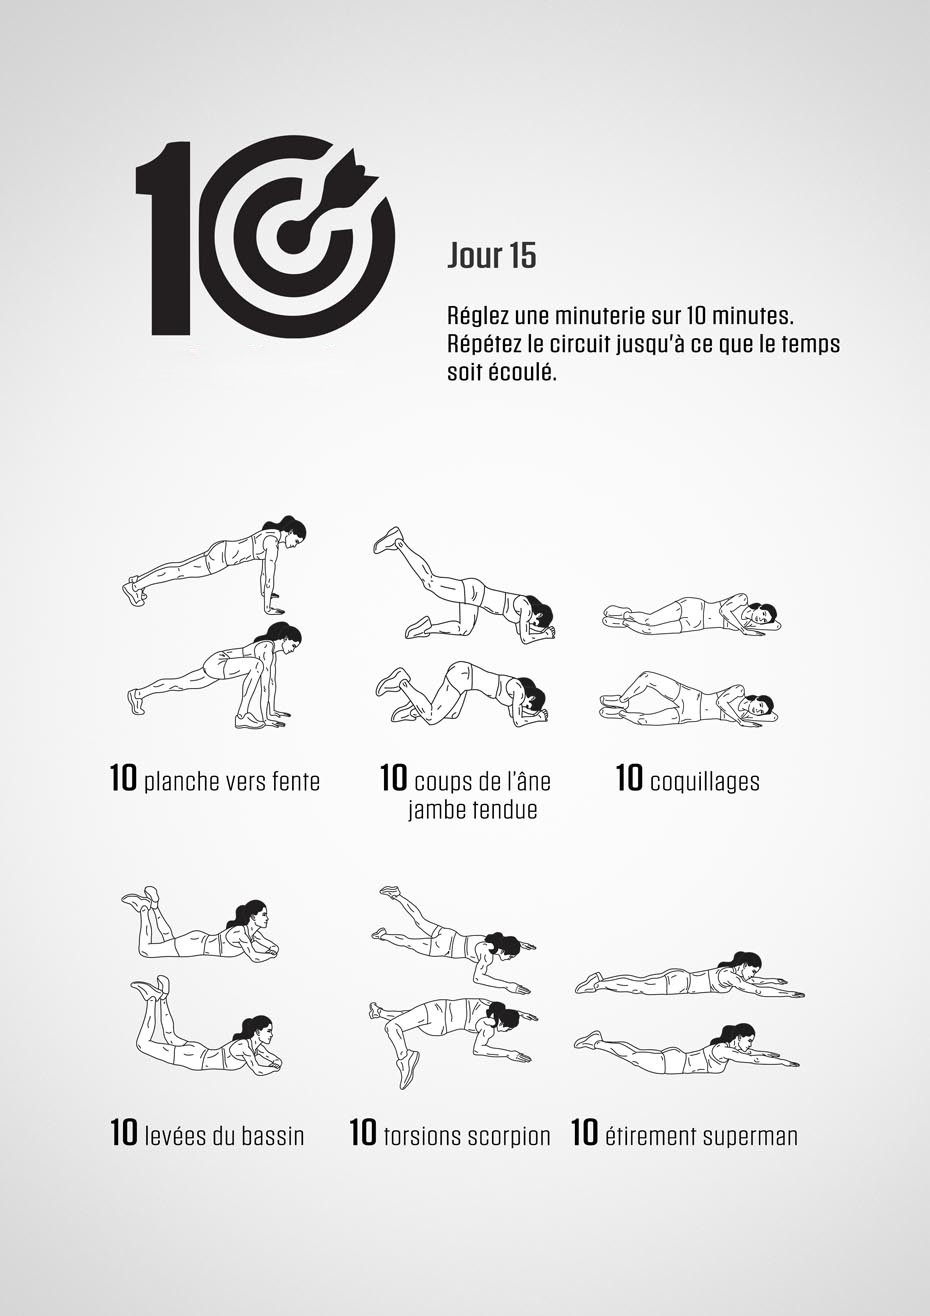 10
Jour 15
Réglez une minuterie sur 10 minutes.
Répétez le circuit jusqu'à ce que le temps
soit écoulé.
10 planche vers fente
10 coups de l'âne
jambe tendue
10 coquillages
10 levées du bassin
10 torsions scorpion
10 étirement superman